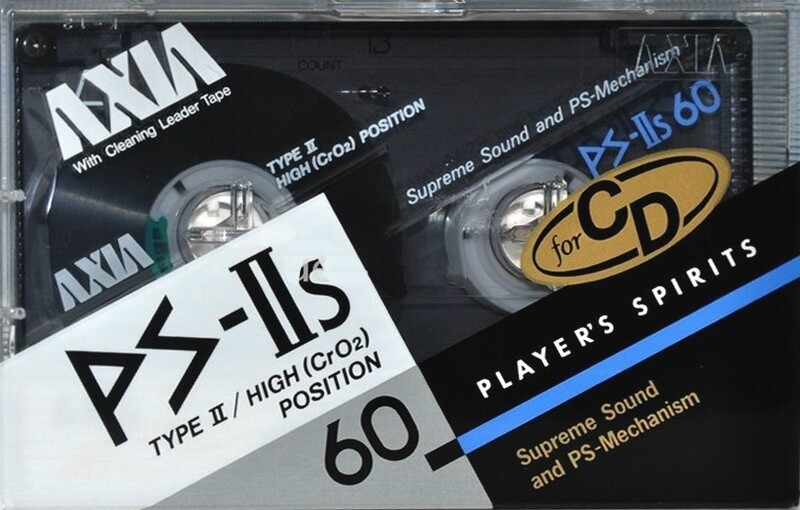 AXIA
With Cleaning Leader Tape
COUNT
AXIA
TYPE II
HIGH (CrO2) POSITION
Supreme Sound and PS-Mechanism
PS-IIs 60
for CD
AXIA
PS-IIs
TYPE II / HIGH (CrO2)
POSITION
60
PLAYER'S SPIRITS
Supreme Sound
and PS-Mechanism